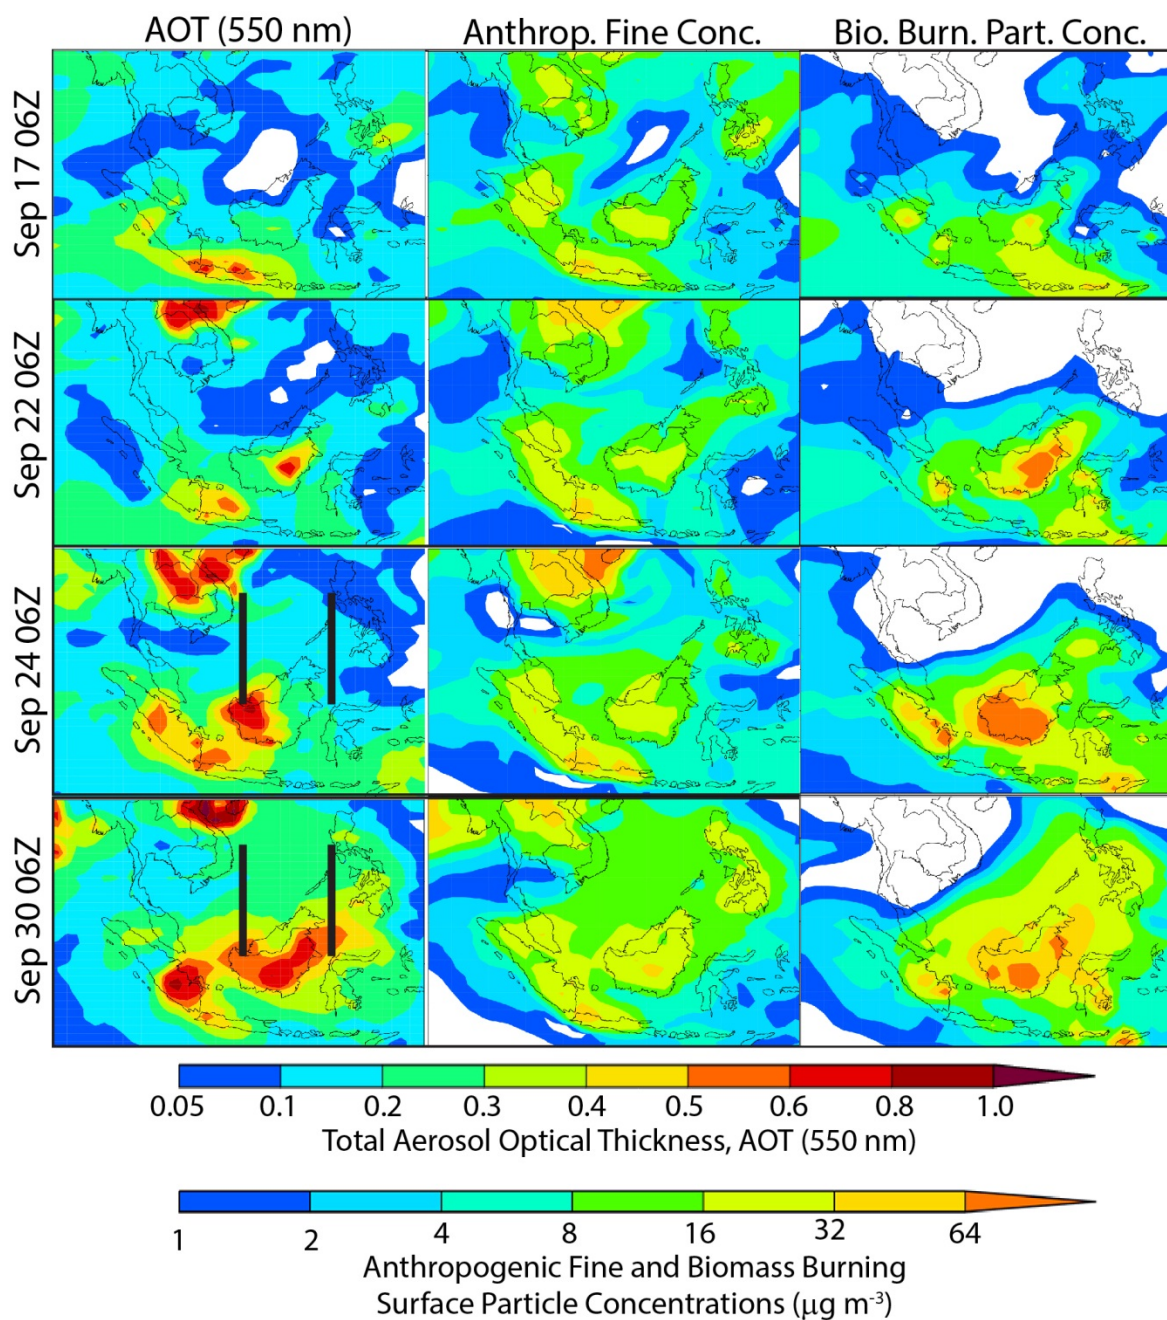 AOT (550 nm) Anthrop. Fine Conc. Bio. Burn. Part. Conc.
Sep 17 06Z
Sep 22 06Z
Sep 24 06Z
Sep 30 06Z
0.05 0.1 0.2 0.3 0.4 0.5 0.6 0.8 1.0
Total Aerosol Optical Thickness, AOT (550 nm)
1 2 4 8 16 32 64
Anthropogenic Fine and Biomass Burning
Surface Particle Concentrations (μg m⁻³)